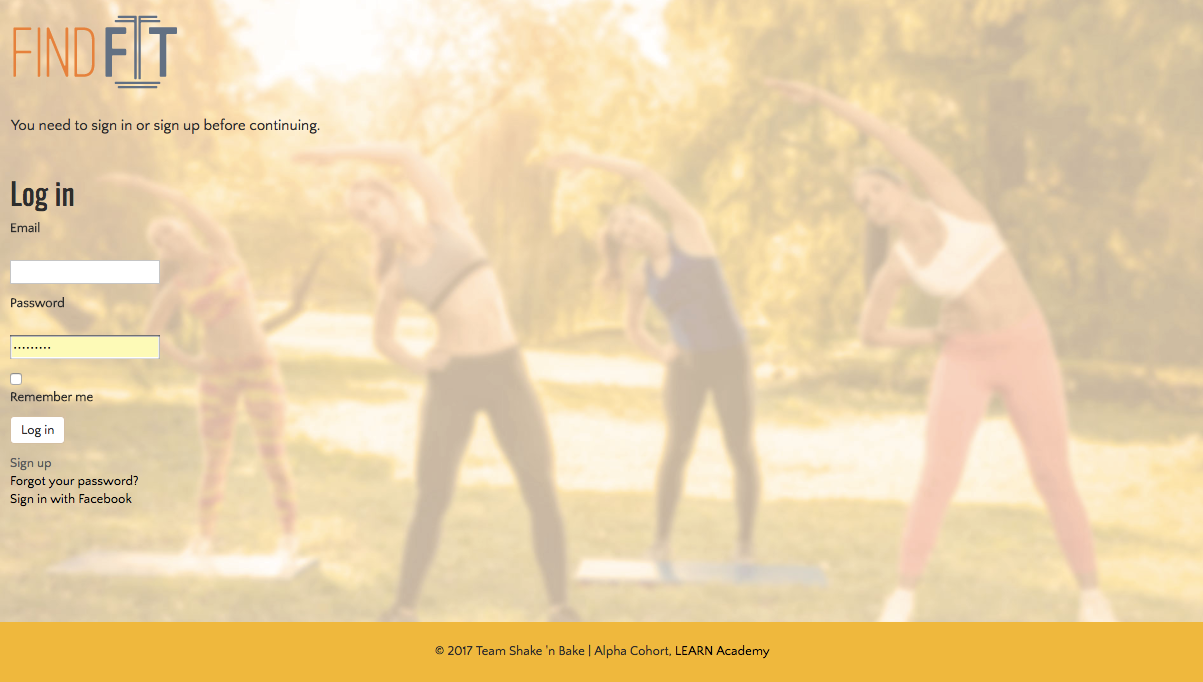 FINDFIT
You need to sign in or sign up before continuing.
Log in
Email
Password
.........
Remember me
Log in
Sign up
Forgot your password?
Sign in with Facebook
© 2017 Team Shake 'n Bake | Alpha Cohort, LEARN Academy